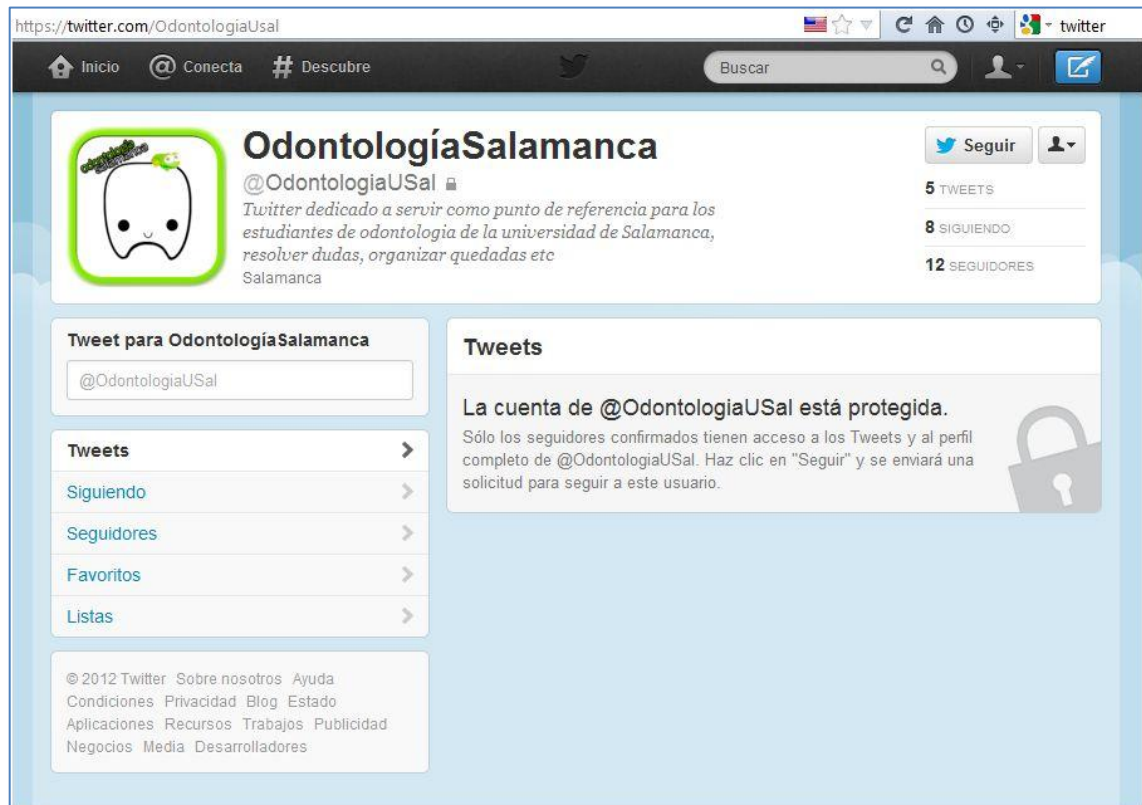 https://twitter.com/OdontologiaUsal
twitter
Inicio
@ Conecta
# Descubre
Buscar
odontología
salamanca
OdontologíaSalamanca
@OdontologiaUSal
Twitter dedicado a servir como punto de referencia para los
estudiantes de odontologia de la universidad de Salamanca,
resolver dudas, organizar quedadas etc
Salamanca
Seguir
5 TWEETS
8 SIGUIENDO
12 SEGUIDORES
Tweet para OdontologíaSalamanca
@OdontologiaUSal
Tweets
Siguiendo
Seguidores
Favoritos
Listas
© 2012 Twitter Sobre nosotros Ayuda
Condiciones Privacidad Blog Estado
Aplicaciones Recursos Trabajos Publicidad
Negocios Media Desarrolladores
Tweets
La cuenta de @OdontologiaUSal está protegida.
Sólo los seguidores confirmados tienen acceso a los Tweets y al perfil
completo de @OdontologiaUSal. Haz clic en "Seguir" y se enviará una
solicitud para seguir a este usuario.